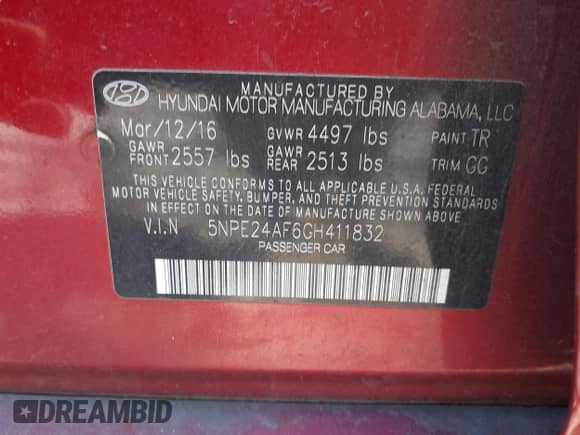 MANUFACTURED BY
HYUNDAI MOTOR MANUFACTURING ALABAMA, LLC
Mar/12/16 GVWR 4497 lbs PAINT TR
GAWR FRONT 2557 lbs GAWR REAR 2513 lbs TRIM GG
THIS VEHICLE CONFORMS TO ALL APPLICABLE U.S.A. FEDERAL
MOTOR VEHICLE SAFETY, BUMPER, AND THEFT PREVENTION STANDARDS
IN EFFECT ON THE DATE OF MANUFACTURE SHOWN ABOVE.
V.I.N 5NPE24AF6GH411832
PASSENGER CAR
DREAMBID